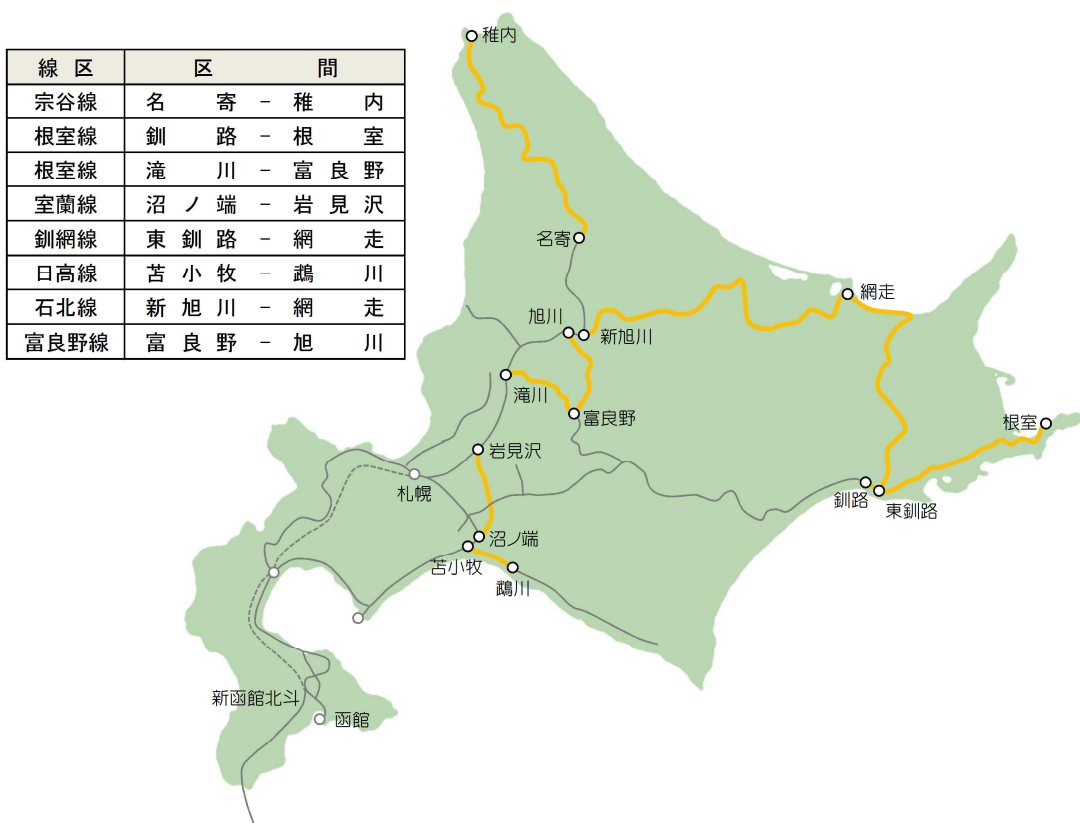 線区 区間
宗谷線 名寄 - 稚内
根室線 釧路 - 根室
根室線 滝川 - 富良野
室蘭線 沼ノ端 - 岩見沢
釧網線 東釧路 - 網走
日高線 苫小牧 - 鵡川
石北線 新旭川 - 網走
富良野線 富良野 - 旭川
稚内
名寄
網走
旭川
新旭川
滝川
富良野
根室
岩見沢
札幌
釧路
東釧路
沼ノ端
苫小牧
鵡川
新函館北斗
函館